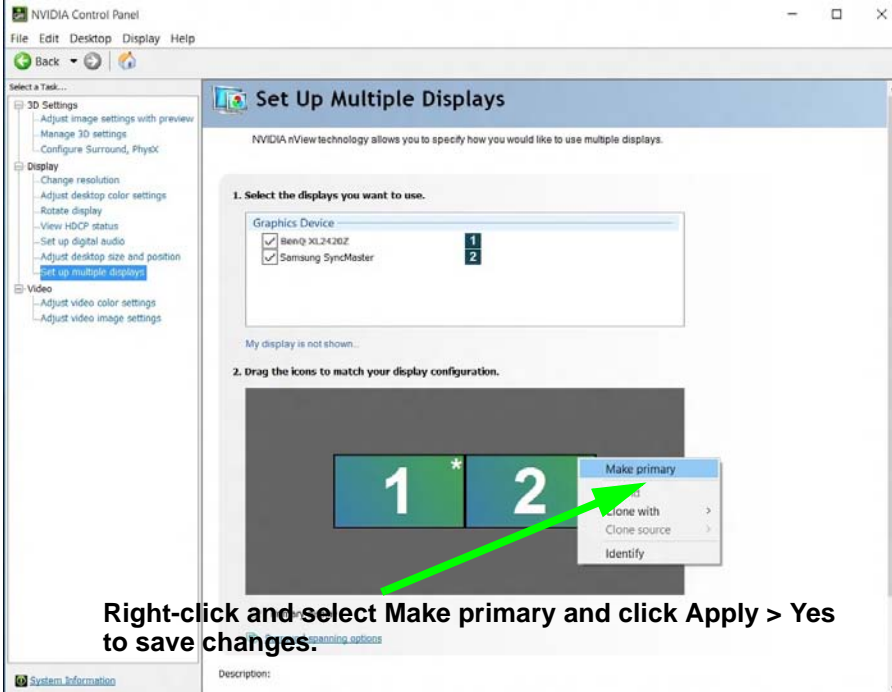 NVIDIA Control Panel
File Edit Desktop Display Help
Back
Select a Task...
3D Settings
Adjust image settings with preview
Manage 3D settings
Configure Surround, PhysX
Display
Change resolution
Adjust desktop color settings
Rotate display
View HDCP status
Set up digital audio
Adjust desktop size and position
Set up multiple displays
Video
Adjust video color settings
Adjust video image settings
System Information
Set Up Multiple Displays
NVIDIA nView technology allows you to specify how you would like to use multiple displays.
1. Select the displays you want to use.
Graphics Device
BenQ XL2420Z 1
Samsung SyncMaster 2
My display is not shown...
2. Drag the icons to match your display configuration.
1 * 2
Make primary
Clone with >
Clone source >
Identify
Right-click and select Make primary and click Apply > Yes
to save changes.
spanning options
Description: